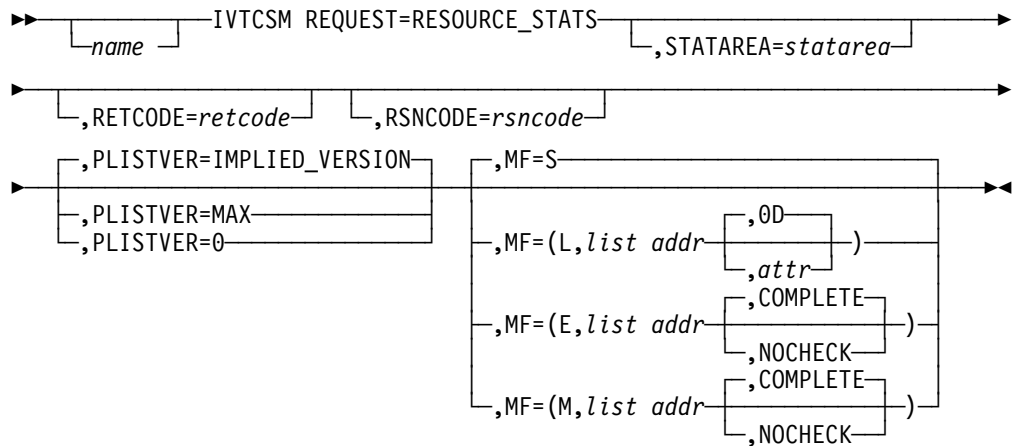 IVTCSM REQUEST=RESOURCE_STATS
name
,STATAREA=statarea
,RETCODE=retcode
,RSNCODE=rsncode
,PLISTVER=IMPLIED_VERSION
,MF=S
,PLISTVER=MAX
,PLISTVER=0
,0D
,MF=(L,list addr )
,attr
,COMPLETE
,MF=(E,list addr )
,NOCHECK
,COMPLETE
,MF=(M,list addr )
,NOCHECK